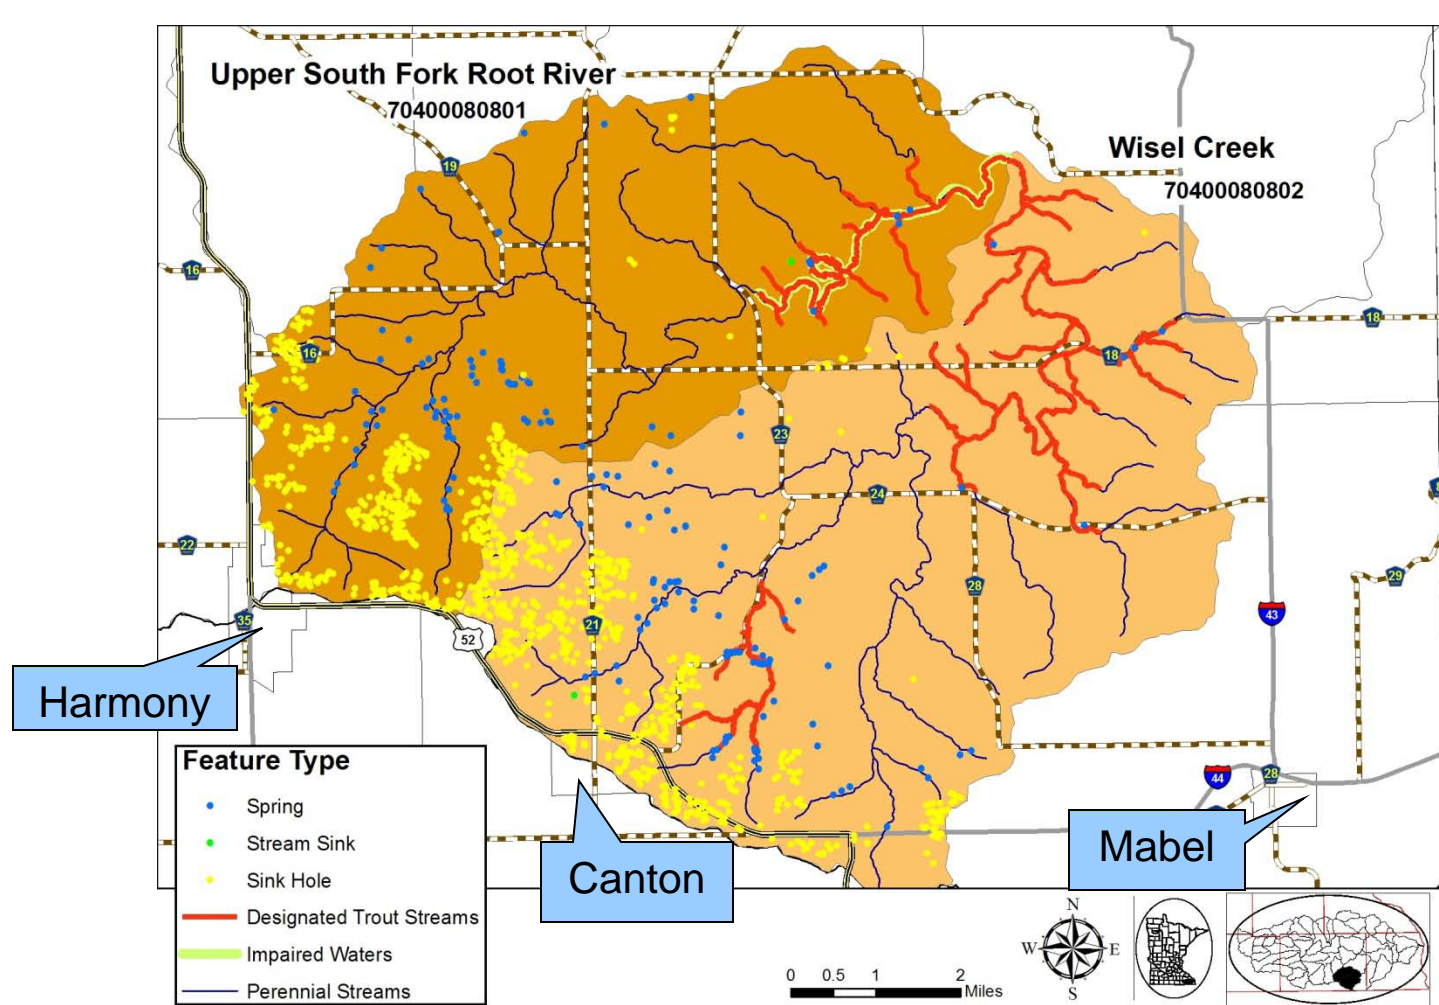 Upper South Fork Root River
70400080801
Wisel Creek
70400080802
19
16
16
18
18
23
24
22
28
29
8
35
52
21
43
Harmony
44
28
Canton
Mabel
Feature Type
Spring
Stream Sink
Sink Hole
Designated Trout Streams
Impaired Waters
Perennial Streams
N
W
E
S
0 0.5 1 2
Miles